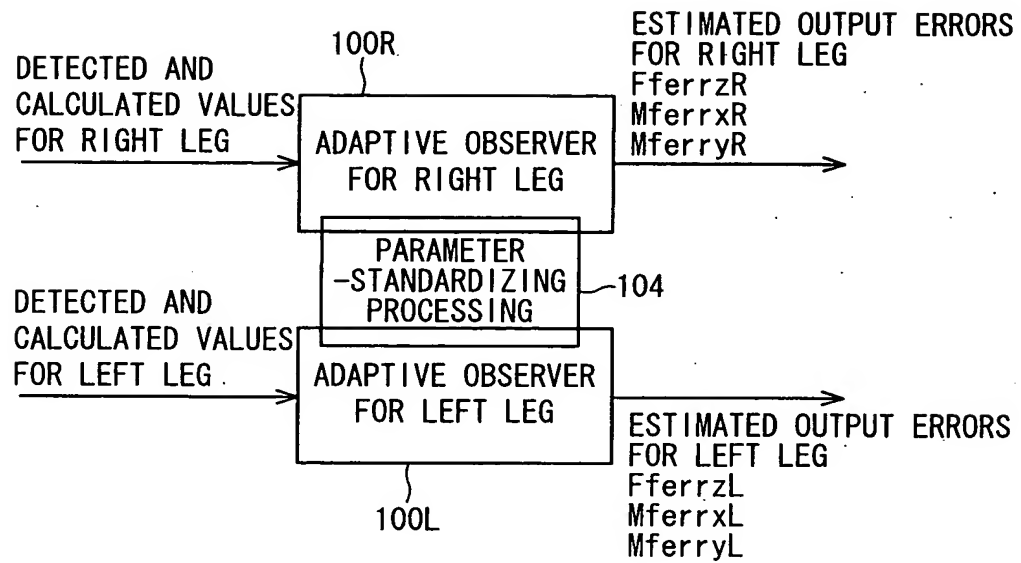 100R
DETECTED AND
CALCULATED VALUES
FOR RIGHT LEG
ADAPTIVE OBSERVER
FOR RIGHT LEG
ESTIMATED OUTPUT ERRORS
FOR RIGHT LEG
FferrzR
MferrxR
MferryR
PARAMETER
-STANDARDIZING
PROCESSING
104
DETECTED AND
CALCULATED VALUES
FOR LEFT LEG
ADAPTIVE OBSERVER
FOR LEFT LEG
100L
ESTIMATED OUTPUT ERRORS
FOR LEFT LEG
FferrzL
MferrxL
MferryL